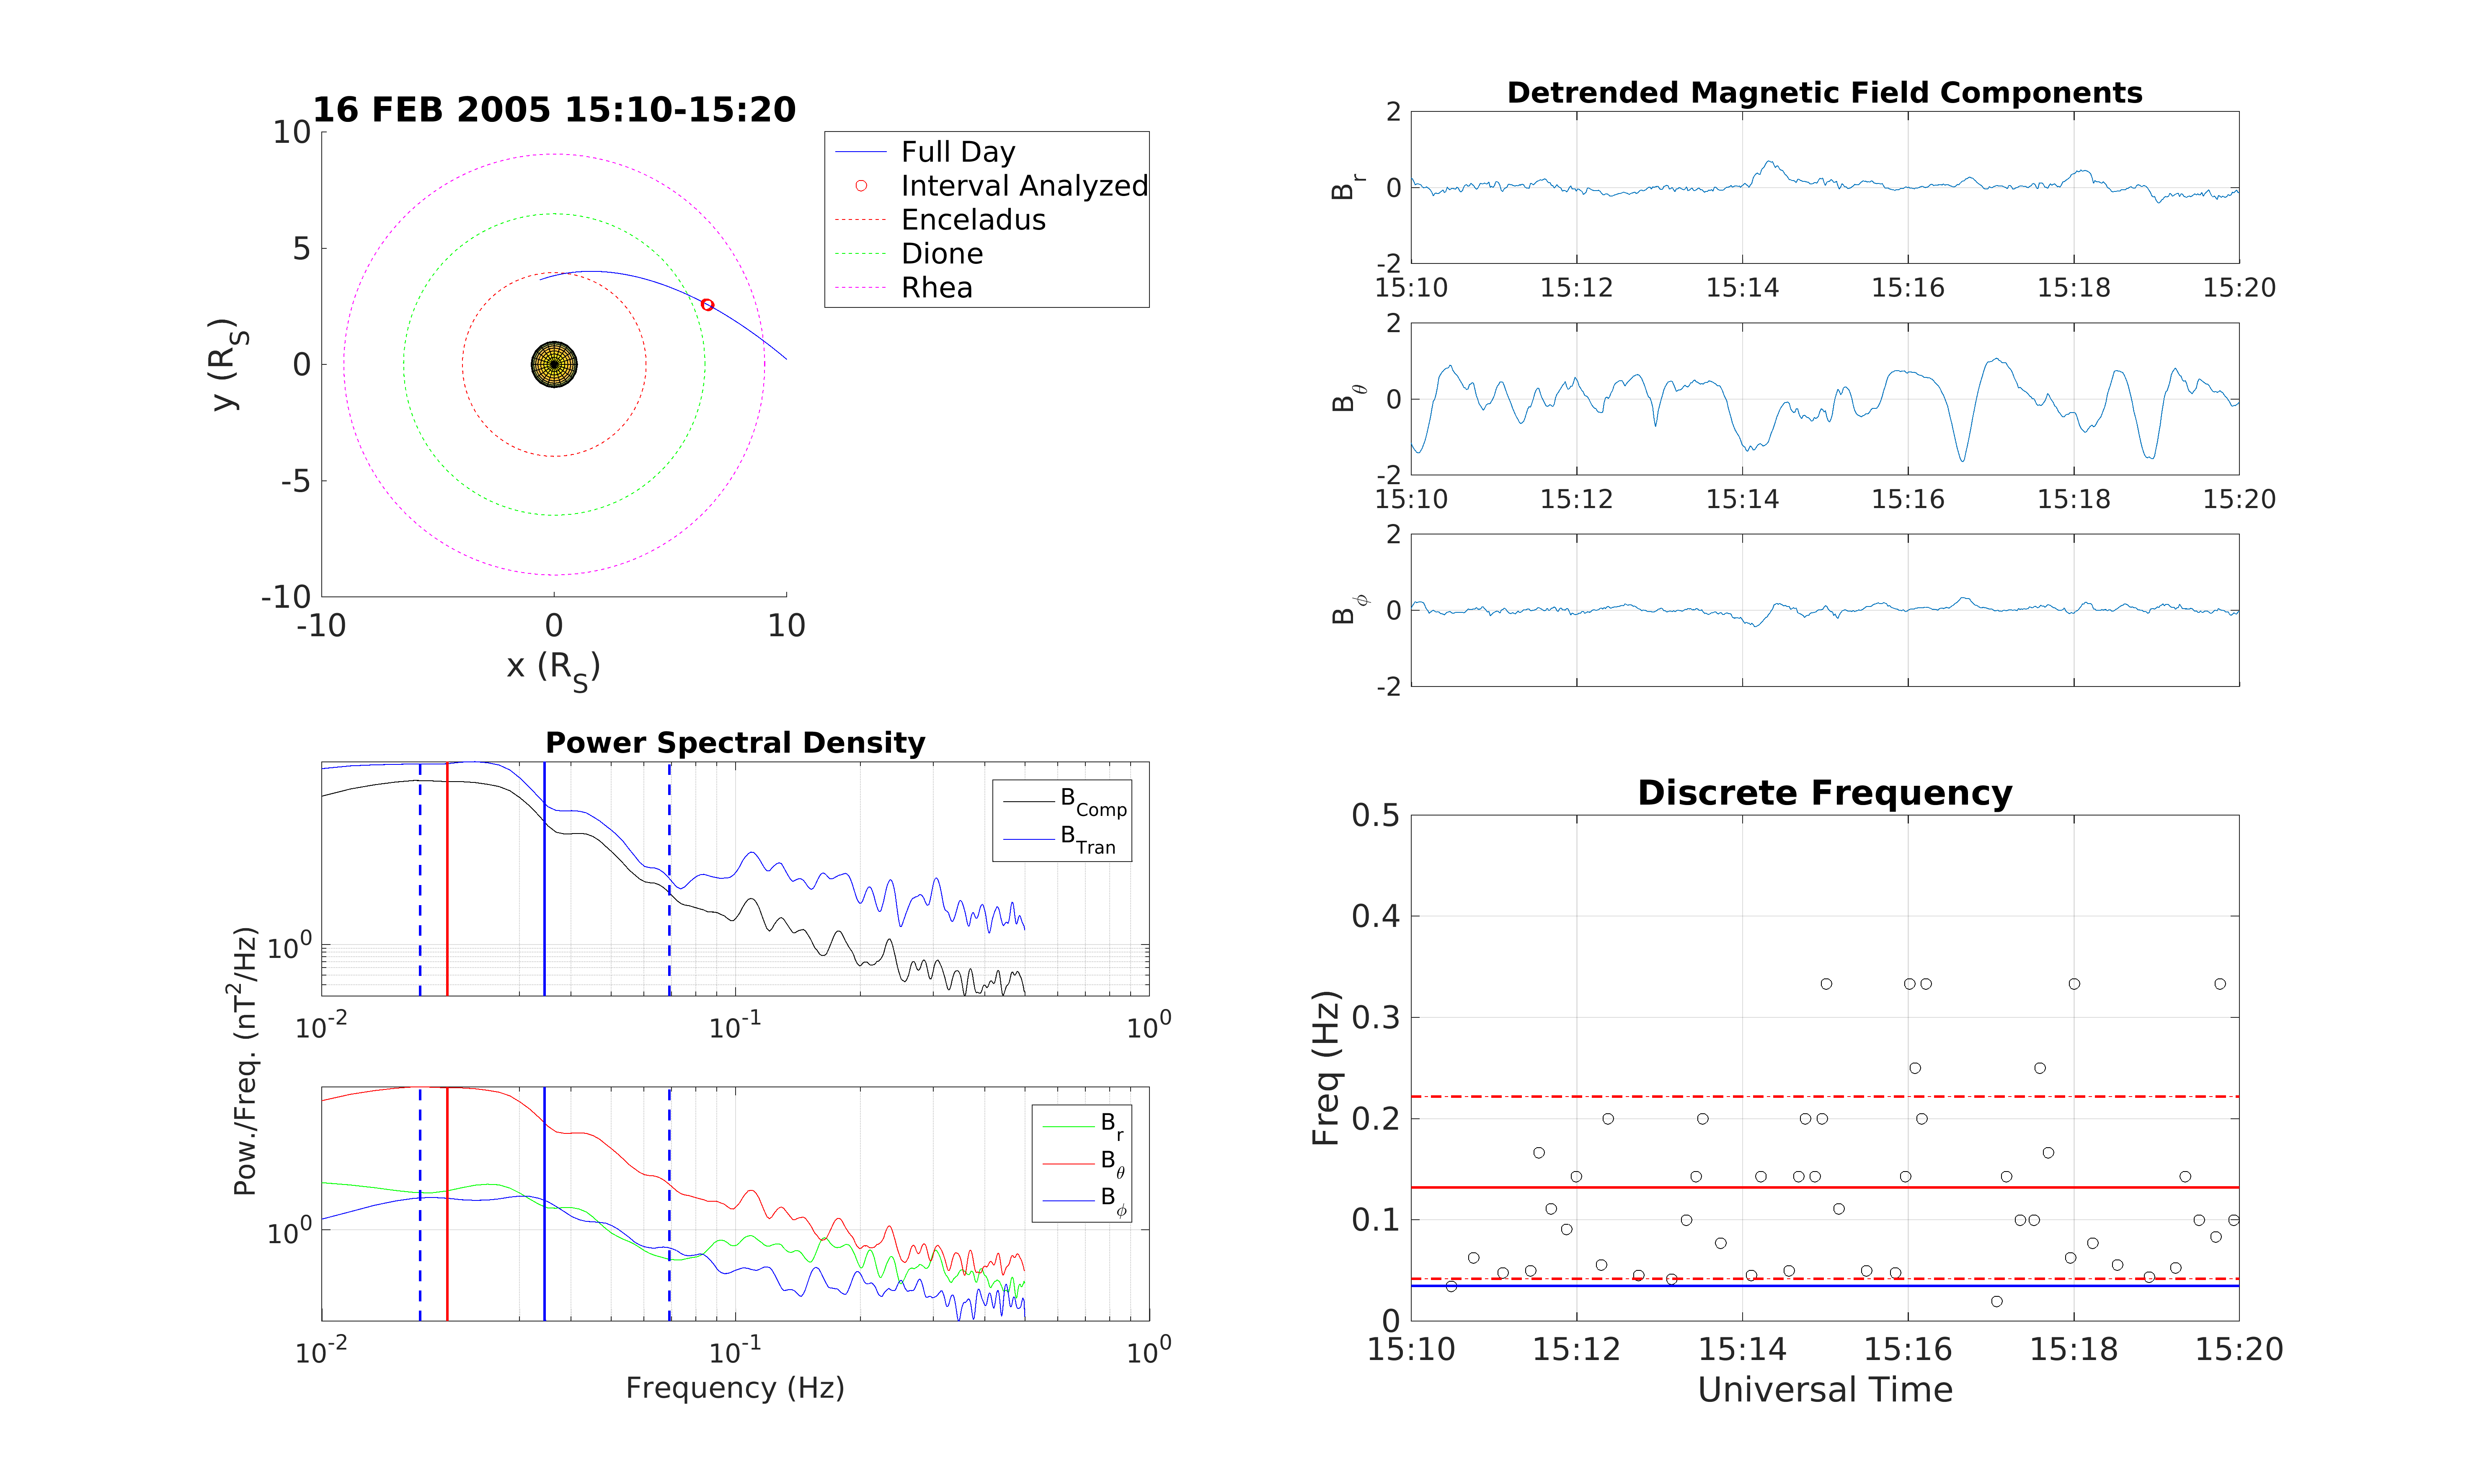 16 FEB 2005 15:10-15:20
10
5
0
-5
-10
y (R_S)
-10
0
10
x (R_S)
Full Day
Interval Analyzed
Enceladus
Dione
Rhea
Detrended Magnetic Field Components
2
0
-2
B_r
15:10 15:12 15:14 15:16 15:18 15:20
2
0
-2
B_θ
15:10 15:12 15:14 15:16 15:18 15:20
2
0
-2
B_ϕ
Power Spectral Density
10^0
B_Comp
B_Tran
10^-2 10^-1 10^0
Pow./Freq. (nT^2/Hz)
10^0
B_r
B_θ
B_ϕ
10^-2 10^-1 10^0
Frequency (Hz)
Discrete Frequency
0.5
0.4
0.3
0.2
0.1
0
Freq (Hz)
15:10 15:12 15:14 15:16 15:18 15:20
Universal Time